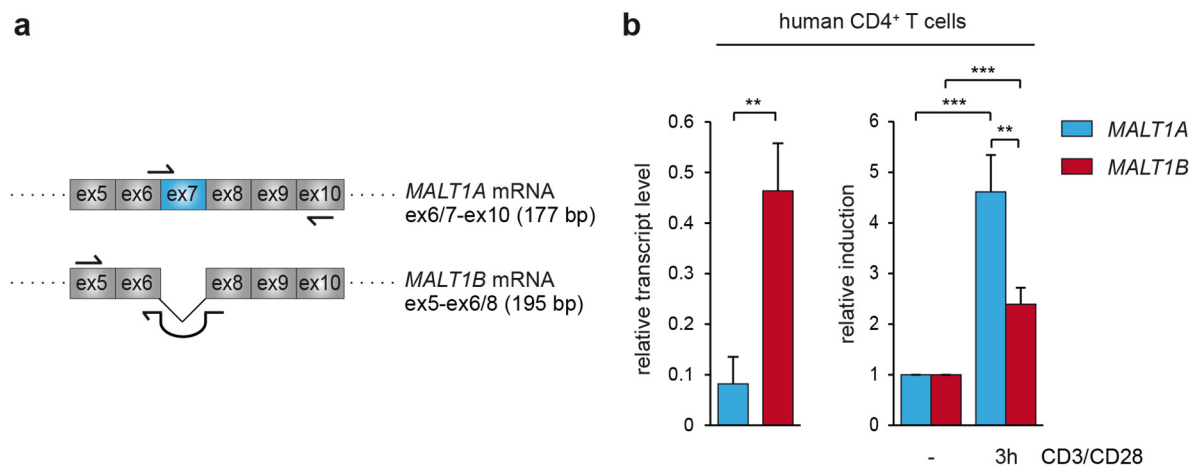 a
ex5 ex6 ex7 ex8 ex9 ex10
MALT1A mRNA
ex6/7-ex10 (177 bp)
ex5 ex6 ex8 ex9 ex10
MALT1B mRNA
ex5-ex6/8 (195 bp)
b
human CD4⁺ T cells
relative transcript level
0.6
0.5
0.4
0.3
0.2
0.1
0
**
relative induction
6
5
4
3
2
1
0
***
***
**
- 3h CD3/CD28
MALT1A
MALT1B